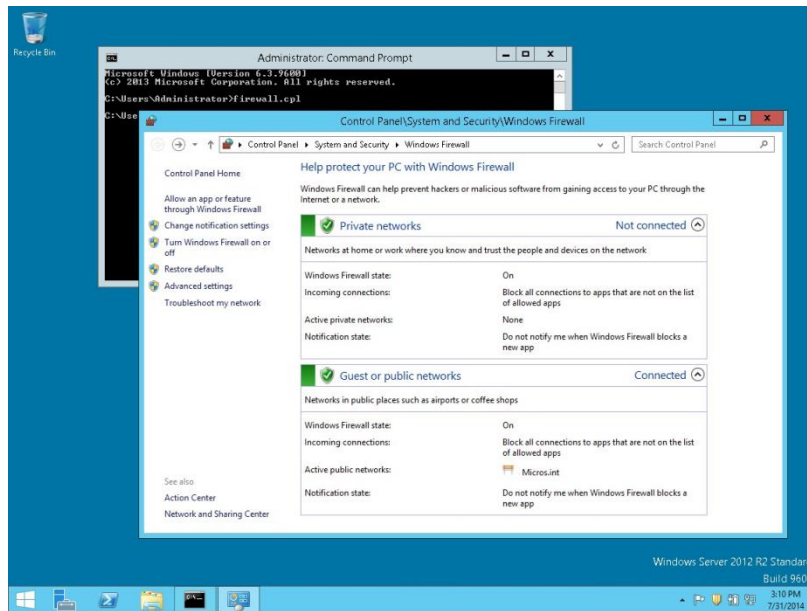 Recycle Bin
Administrator: Command Prompt
Microsoft Windows [Version 6.3.9600]
(c) 2013 Microsoft Corporation. All rights reserved.
C:\Users\Administrator>firewall.cpl
C:\Use
Control Panel\System and Security\Windows Firewall
Control Panel System and Security Windows Firewall
Search Control Panel
Control Panel Home
Allow an app or feature
through Windows Firewall
Change notification settings
Turn Windows Firewall on or
off
Restore defaults
Advanced settings
Troubleshoot my network
See also
Action Center
Network and Sharing Center
Help protect your PC with Windows Firewall
Windows Firewall can help prevent hackers or malicious software from gaining access to your PC through the
Internet or a network.
Private networks Not connected
Networks at home or work where you know and trust the people and devices on the network
Windows Firewall state: On
Incoming connections: Block all connections to apps that are not on the list
of allowed apps
Active private networks: None
Notification state: Do not notify me when Windows Firewall blocks a
new app
Guest or public networks Connected
Networks in public places such as airports or coffee shops
Windows Firewall state: On
Incoming connections: Block all connections to apps that are not on the list
of allowed apps
Active public networks: Micros.int
Notification state: Do not notify me when Windows Firewall blocks a
new app
Windows Server 2012 R2 Standar
Build 960
3:10 PM
7/31/2014